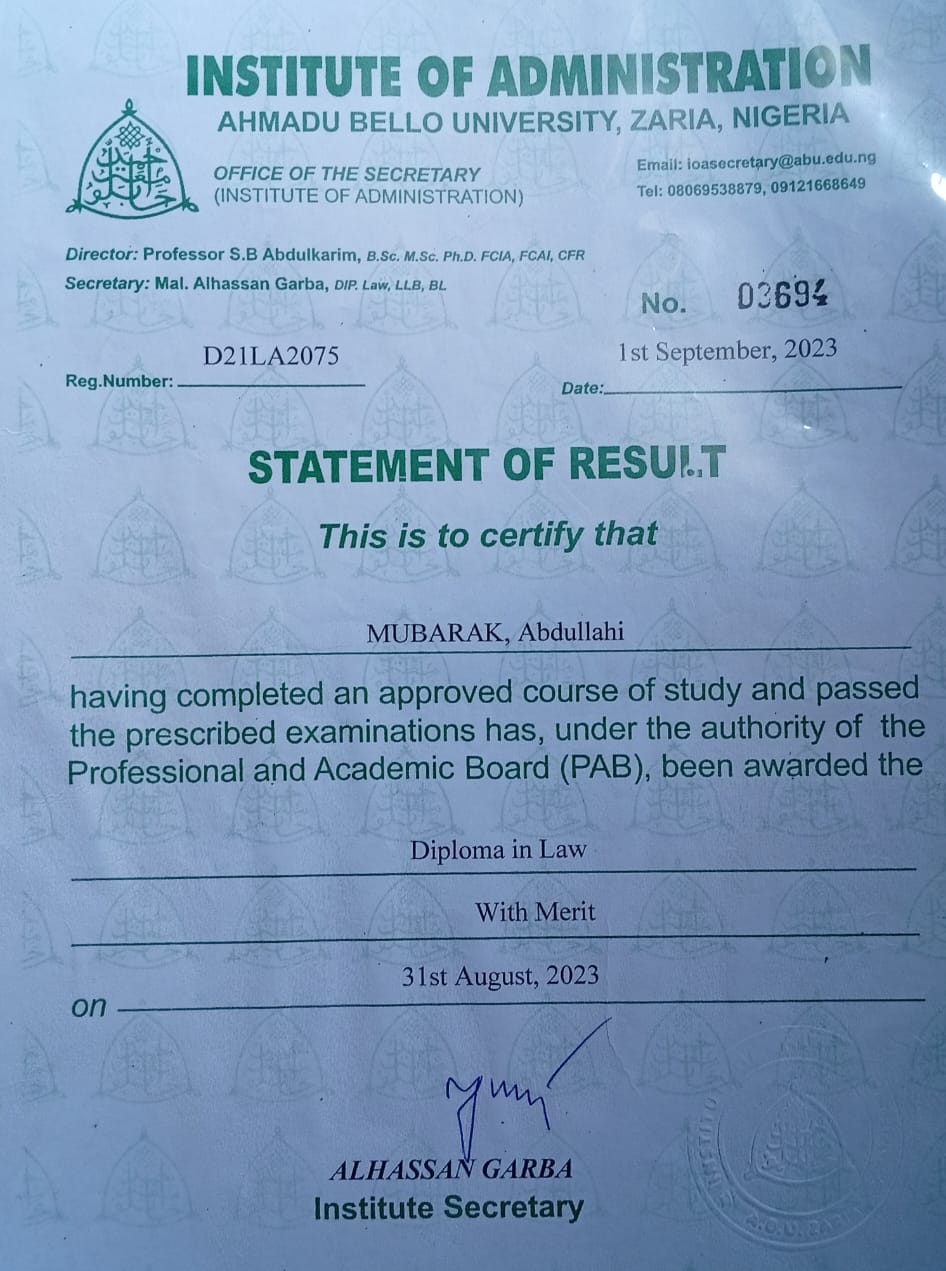 INSTITUTE OF ADMINISTRATION
AHMADU BELLO UNIVERSITY, ZARIA, NIGERIA
OFFICE OF THE SECRETARY
(INSTITUTE OF ADMINISTRATION)
Email: ioasecretary@abu.edu.ng
Tel: 08069538879, 09121668649
Director: Professor S.B Abdulkarim, B.Sc. M.Sc. Ph.D. FCIA, FCAI, CFR
Secretary: Mal. Alhassan Garba, DIP. Law, LLB, BL
No. 03694
Reg.Number: D21LA2075
Date: 1st September, 2023
STATEMENT OF RESULT
This is to certify that
MUBARAK, Abdullahi
having completed an approved course of study and passed
the prescribed examinations has, under the authority of the
Professional and Academic Board (PAB), been awarded the
Diploma in Law
With Merit
on 31st August, 2023
ALHASSAN GARBA
Institute Secretary